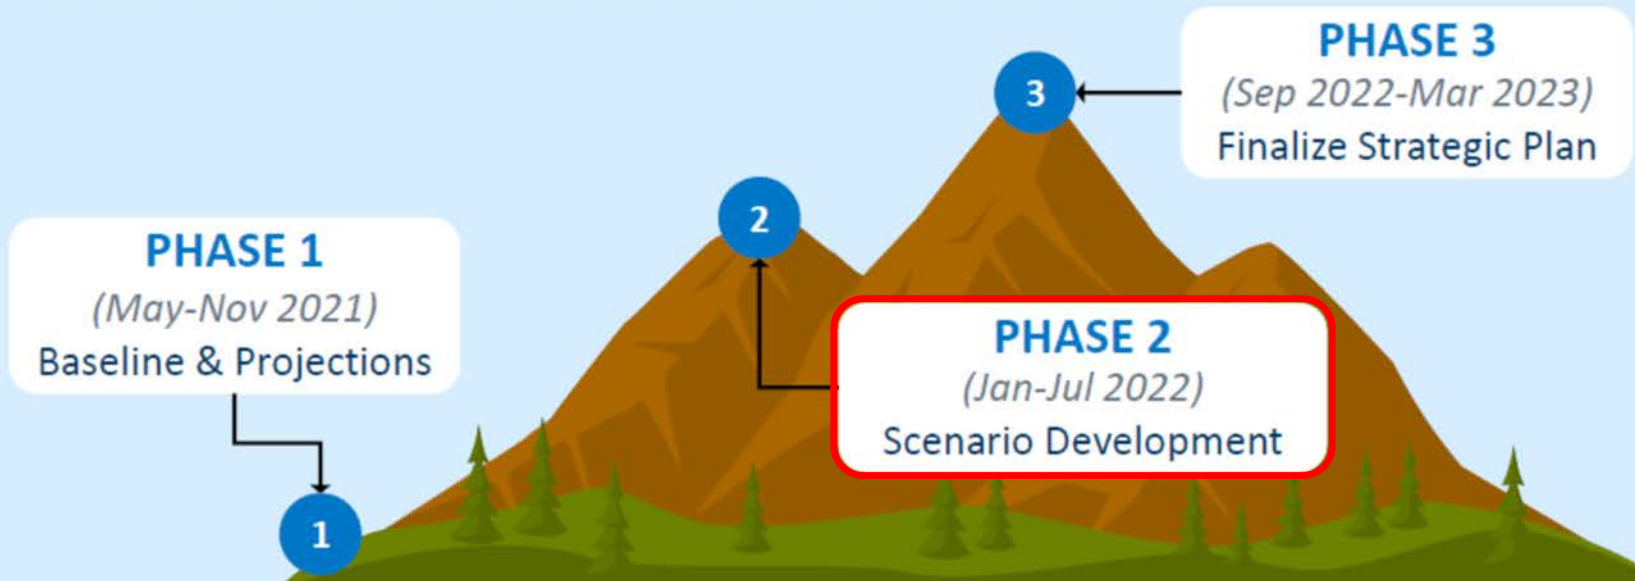 PHASE 1
(May-Nov 2021)
Baseline & Projections
1
2
PHASE 2
(Jan-Jul 2022)
Scenario Development
3
PHASE 3
(Sep 2022-Mar 2023)
Finalize Strategic Plan